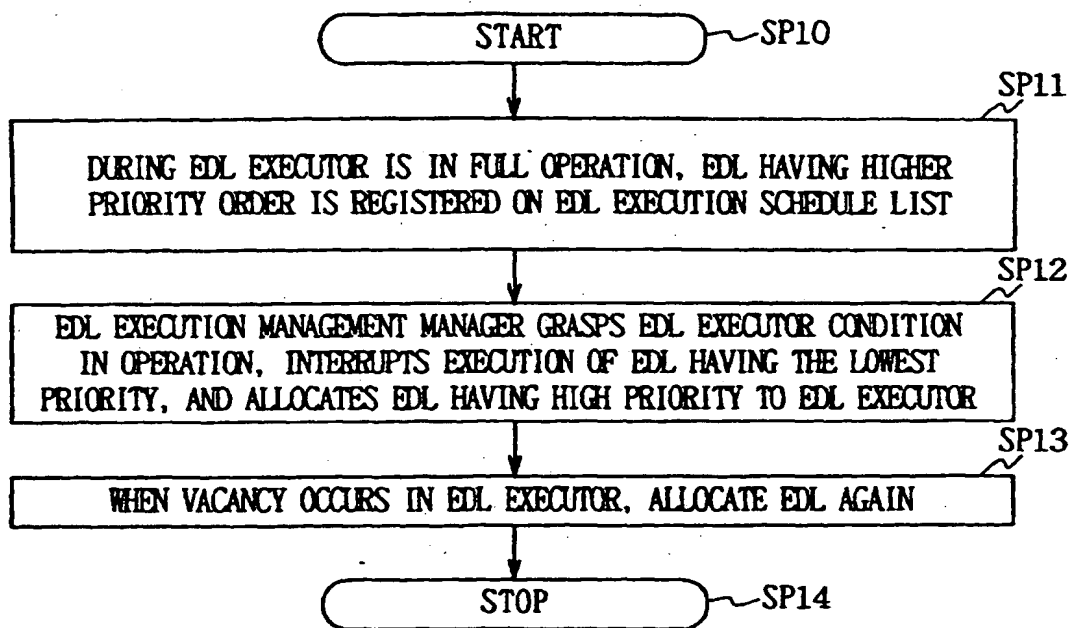 START
SP10
SP11
DURING EDL EXECUTOR IS IN FULL OPERATION, EDL HAVING HIGHER
PRIORITY ORDER IS REGISTERED ON EDL EXECUTION SCHEDULE LIST
SP12
EDL EXECUTION MANAGEMENT MANAGER GRASPS EDL EXECUTOR CONDITION
IN OPERATION, INTERRUPTS EXECUTION OF EDL HAVING THE LOWEST
PRIORITY, AND ALLOCATES EDL HAVING HIGH PRIORITY TO EDL EXECUTOR
SP13
WHEN VACANCY OCCURS IN EDL EXECUTOR, ALLOCATE EDL AGAIN
STOP
SP14